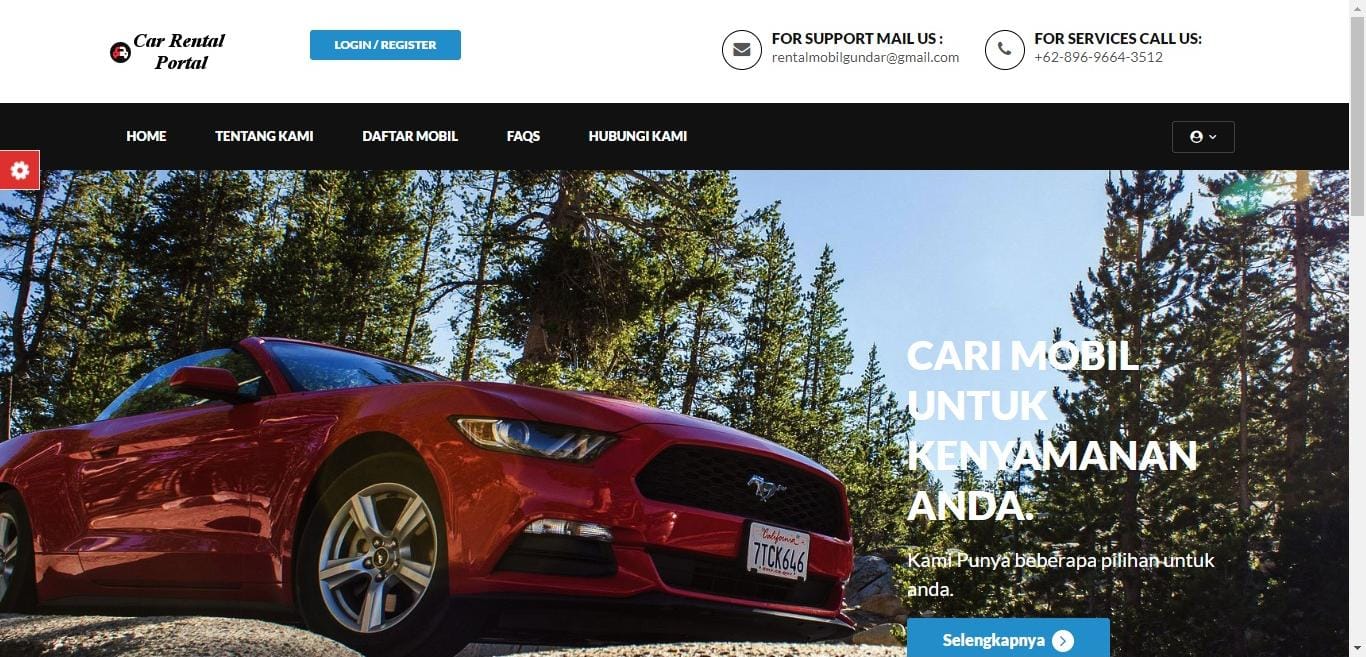 Car Rental
Portal
LOGIN / REGISTER
FOR SUPPORT MAIL US :
rentalmobilgundar@gmail.com
FOR SERVICES CALL US:
+62-896-9664-3512
HOME
TENTANG KAMI
DAFTAR MOBIL
FAQS
HUBUNGI KAMI
CARI MOBIL
UNTUK
KENYAMANAN
ANDA.
Kami Punya beberapa pilihan untuk
anda.
Selengkapnya
California
7TCK646